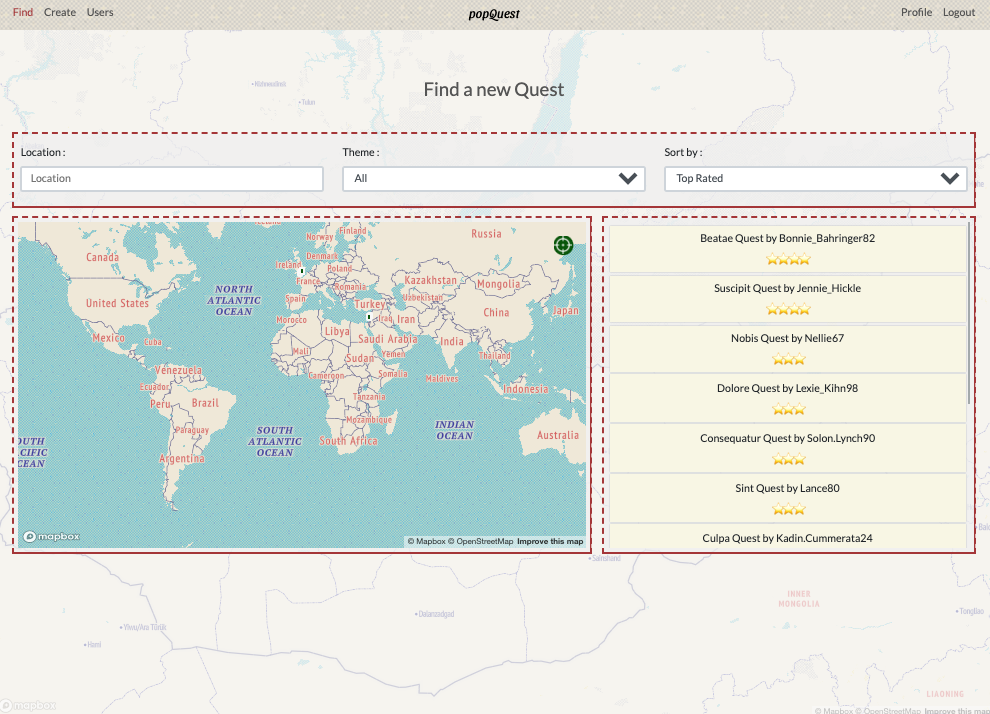 Find Create Users popQuest Profile Logout
Find a new Quest
Location :
Location
Theme :
All
Sort by :
Top Rated
Canada
United States
Mexico
Cuba
Venezuela
Ecuador
Peru
Brazil
Paraguay
Argentina
NORTH
ATLANTIC
OCEAN
SOUTH
ATLANTIC
OCEAN
OUTH
CIFIC
CEAN
INDIAN
OCEAN
Iceland
Norway
Finland
Russia
Denmark
Ireland
Poland
France
Romania
Spain
Turkey
Kazakhstan
Uzbekistan
Mongolia
China
Japan
Morocco
Iraq
Iran
Libya
Saudi Arabia
India
Mali
Sudan
Yemen
Thailand
Cameroon
Somalia
Maldives
Tanzania
Indonesia
Mozambique
South Africa
Australia
mapbox
© Mapbox © OpenStreetMap Improve this map
Beatae Quest by Bonnie_Bahringer82
Suscipit Quest by Jennie_Hickle
Nobis Quest by Nellie67
Dolore Quest by Lexie_Kihn98
Consequatur Quest by Solon.Lynch90
Sint Quest by Lance80
Culpa Quest by Kadin.Cummerata24
Sainshand
INNER
MONGOLIA
Dalanzadgad
Tongliao
Hami
LIAONING
mapbox
© Mapbox © OpenStreetMap Improve this map